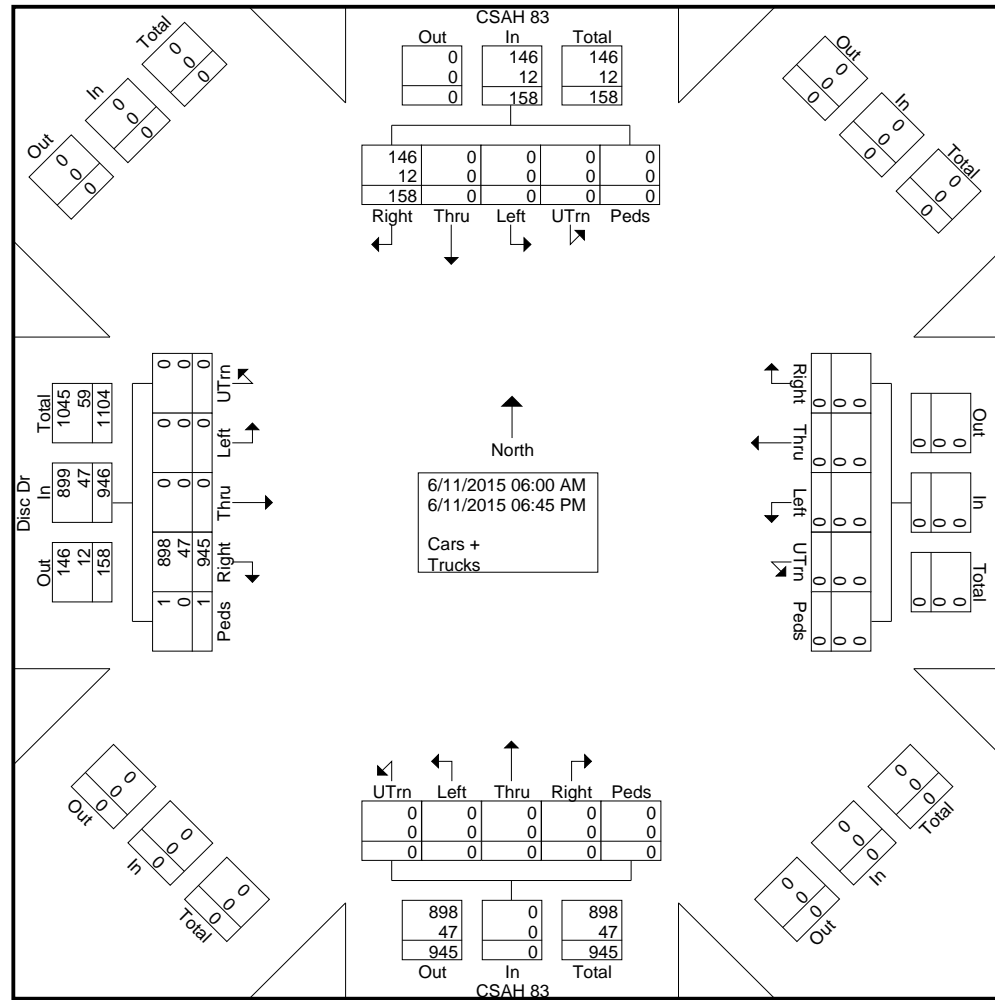 CSAH 83
Out In Total
0 146 146
0 12 12
0 158 158
146 0 0 0 0
12 0 0 0 0
158 0 0 0 0
Right Thru Left UTrn Peds
Total
0
0
0
In
0
0
0
Out
0
0
0
Out
0
0
0
In
0
0
0
Total
0
0
0
Disc Dr
Total
1045
59
1104
In
899
47
946
Out
146
12
158
0
0
0
UTrn
0
0
0
Left
0
0
0
Thru
898
47
945
Right
1
0
1
Peds
North
6/11/2015 06:00 AM
6/11/2015 06:45 PM
Cars +
Trucks
Right
0
0
0
Thru
0
0
0
Left
0
0
0
UTrn
0
0
0
Peds
0
0
0
Out
0
0
0
In
0
0
0
Total
0
0
0
Out
0
0
0
In
0
0
0
Total
0
0
0
UTrn Left Thru Right Peds
0 0 0 0 0
0 0 0 0 0
0 0 0 0 0
898 0 898
47 0 47
945 0 945
Out In Total
CSAH 83
Total
0
0
0
In
0
0
0
Out
0
0
0